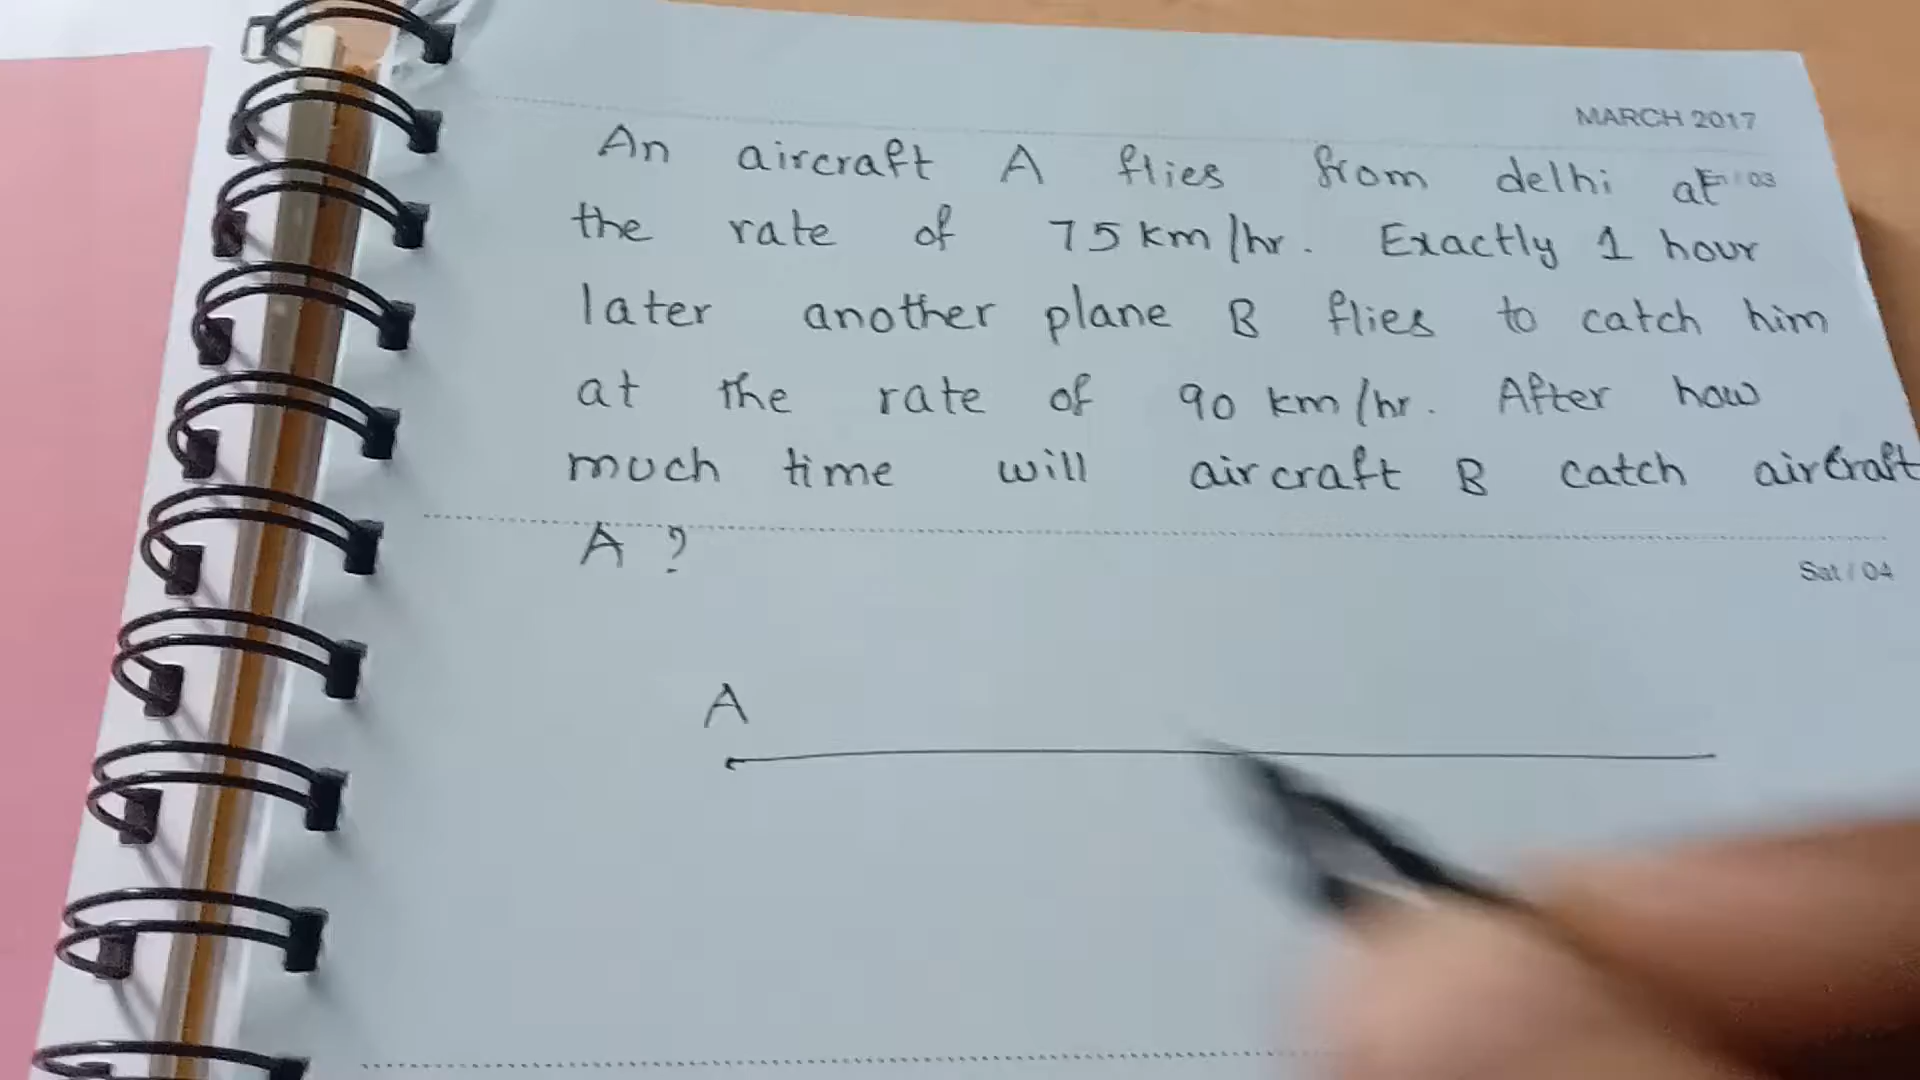 MARCH 2017
An aircraft A flies from delhi at
the rate of 75 km/hr. Exactly 1 hour
later another plane B flies to catch him
at the rate of 90 km/hr. After how
much time will aircraft B catch aircraft
A ?
Sat / 04
A